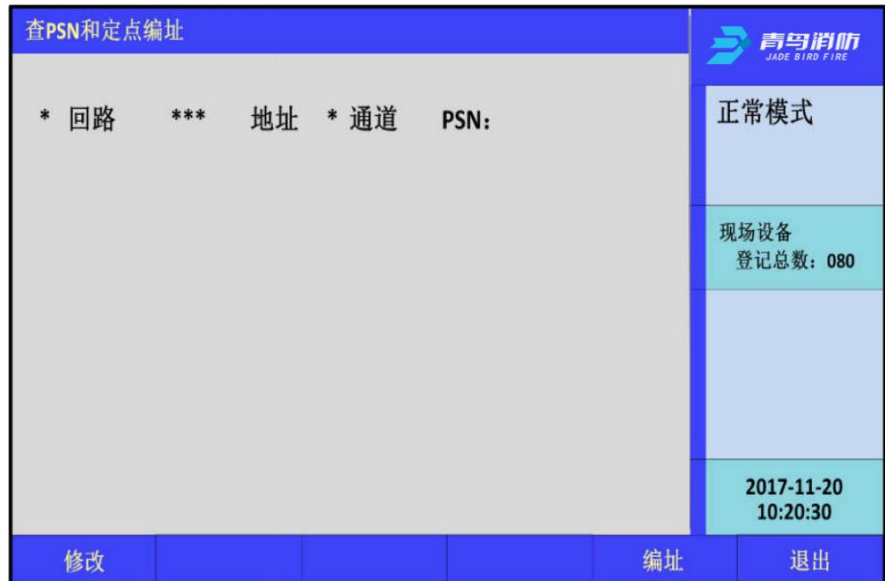 查PSN和定点编址
青鸟消防
JADE BIRD FIRE
* 回路 *** 地址 * 通道 PSN:
正常模式
现场设备
登记总数：080
2017-11-20
10:20:30
修改 编址 退出